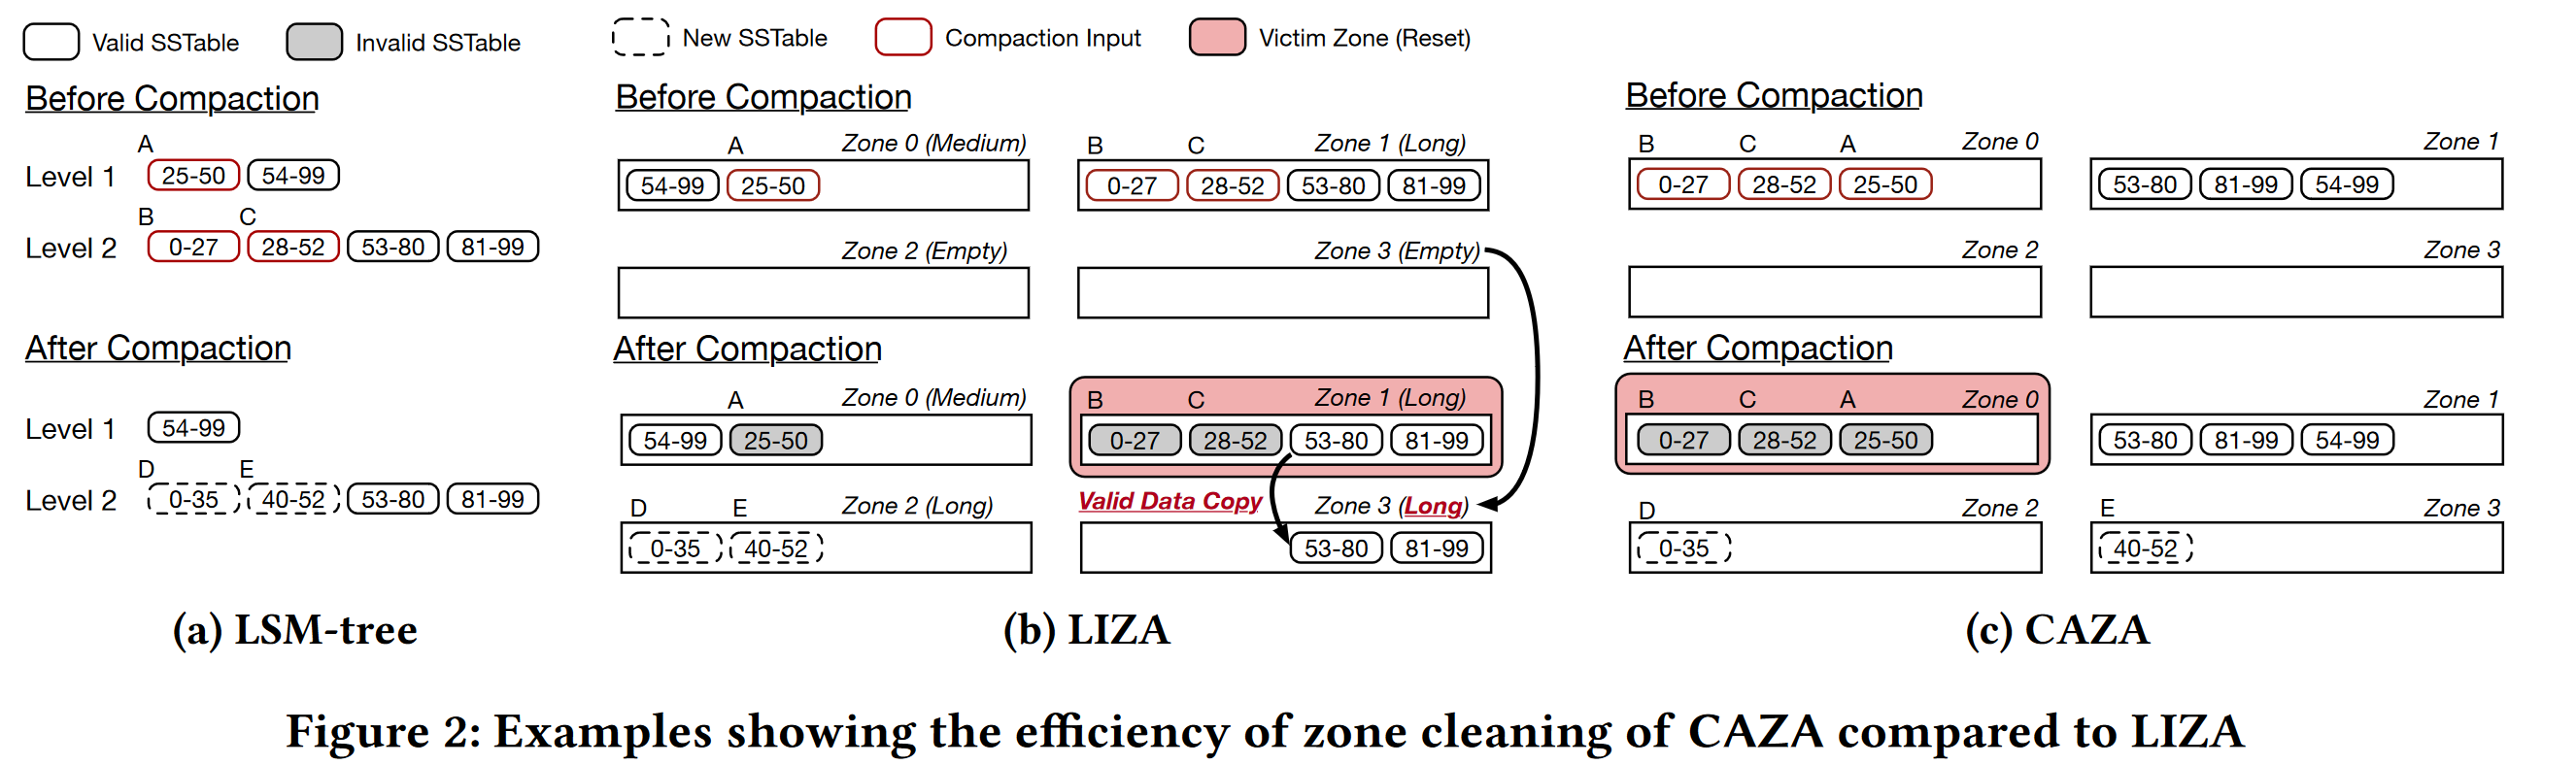 Valid SSTable
Invalid SSTable
New SSTable
Compaction Input
Victim Zone (Reset)
Before Compaction
A
Level 1
25-50
54-99
B
C
Level 2
0-27
28-52
53-80
81-99
After Compaction
Level 1
54-99
D
E
Level 2
0-35
40-52
53-80
81-99
(a) LSM-tree
Before Compaction
A
Zone 0 (Medium)
54-99
25-50
B
C
Zone 1 (Long)
0-27
28-52
53-80
81-99
Zone 2 (Empty)
Zone 3 (Empty)
After Compaction
A
Zone 0 (Medium)
54-99
25-50
B
C
Zone 1 (Long)
0-27
28-52
53-80
81-99
D
E
Zone 2 (Long)
0-35
40-52
Valid Data Copy
Zone 3 (Long)
53-80
81-99
(b) LIZA
Before Compaction
B
C
A
Zone 0
0-27
28-52
25-50
Zone 1
53-80
81-99
54-99
Zone 2
Zone 3
After Compaction
B
C
A
Zone 0
0-27
28-52
25-50
Zone 1
53-80
81-99
54-99
D
Zone 2
0-35
E
Zone 3
40-52
(c) CAZA
Figure 2: Examples showing the efficiency of zone cleaning of CAZA compared to LIZA